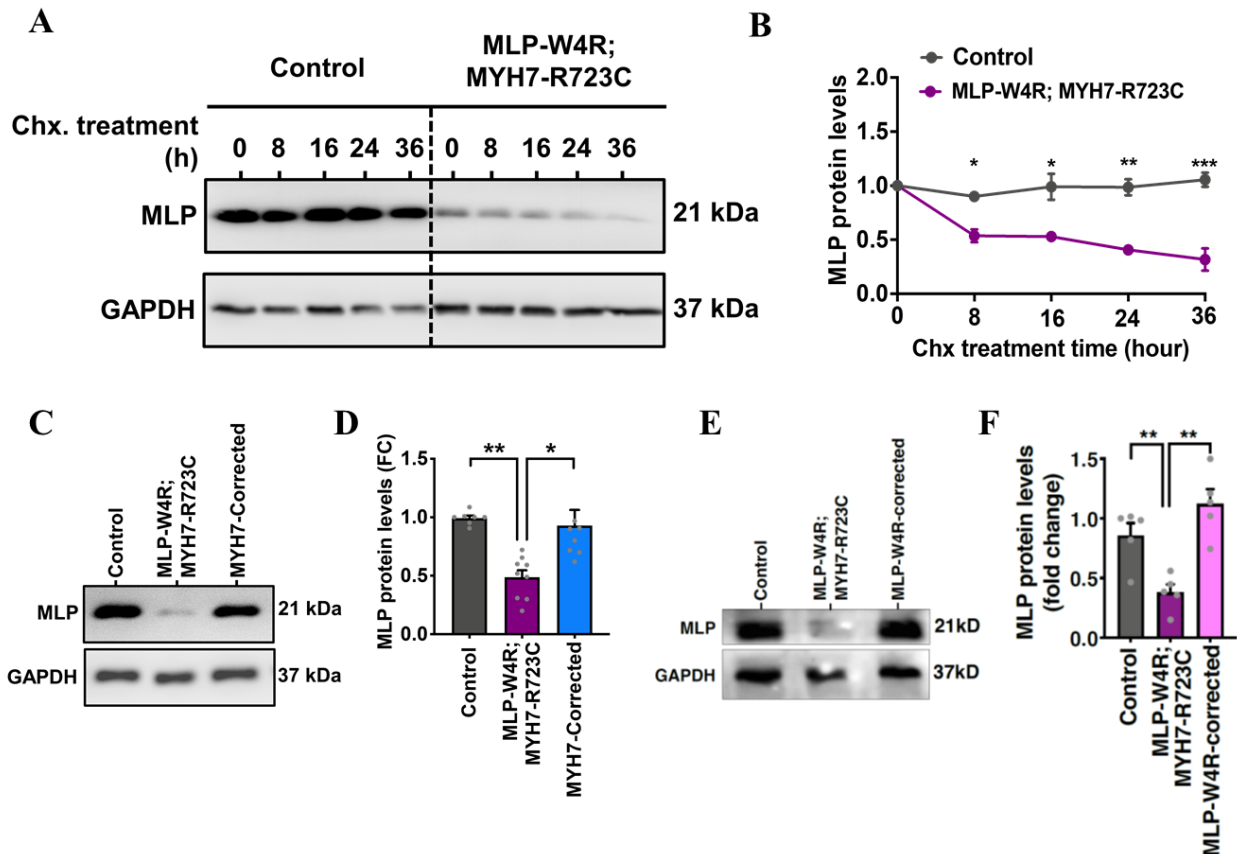 A
Control
MLP-W4R;
MYH7-R723C
Chx. treatment
(h)
0 8 16 24 36 0 8 16 24 36
MLP
21 kDa
GAPDH
37 kDa
B
Control
MLP-W4R; MYH7-R723C
MLP protein levels
2.0
1.5
1.0
0.5
0.0
* * ** ***
0 8 16 24 36
Chx treatment time (hour)
C
Control
MLP-W4R;
MYH7-R723C
MYH7-Corrected
MLP
21 kDa
GAPDH
37 kDa
D
MLP protein levels (FC)
1.5
1.0
0.5
0.0
** *
Control
MLP-W4R;
MYH7-R723C
MYH7-Corrected
E
Control
MLP-W4R;
MYH7-R723C
MLP-W4R-corrected
MLP
21kD
GAPDH
37kD
F
MLP protein levels
(fold change)
1.5
1.0
0.5
0.0
** **
Control
MLP-W4R;
MYH7-R723C
MLP-W4R-corrected